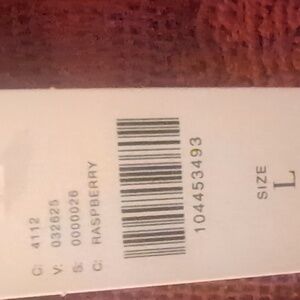 C: 4112
V: 032625
S: 0000026
C: RASPBERRY
104453493
SIZE
L